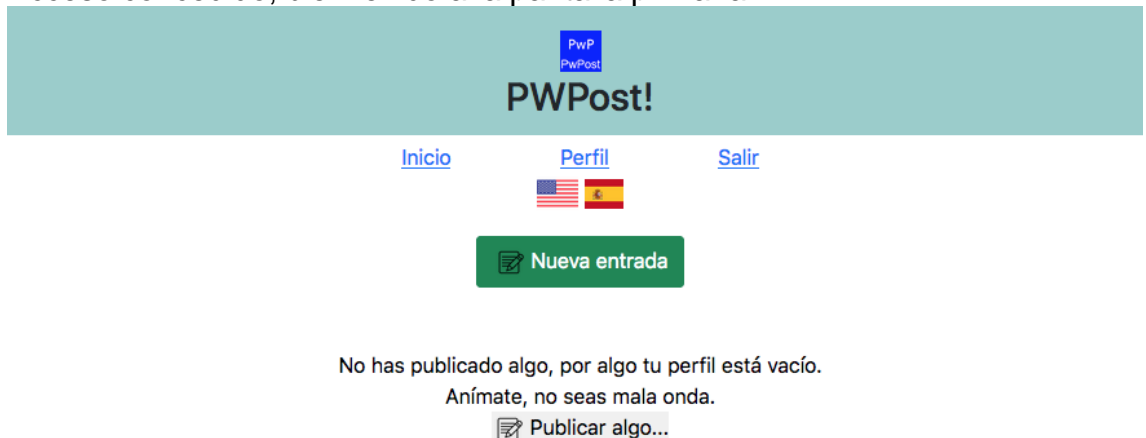 PwP
PwPost
PWPost!
Inicio Perfil Salir
Nueva entrada
No has publicado algo, por algo tu perfil está vacío.
Anímate, no seas mala onda.
Publicar algo...